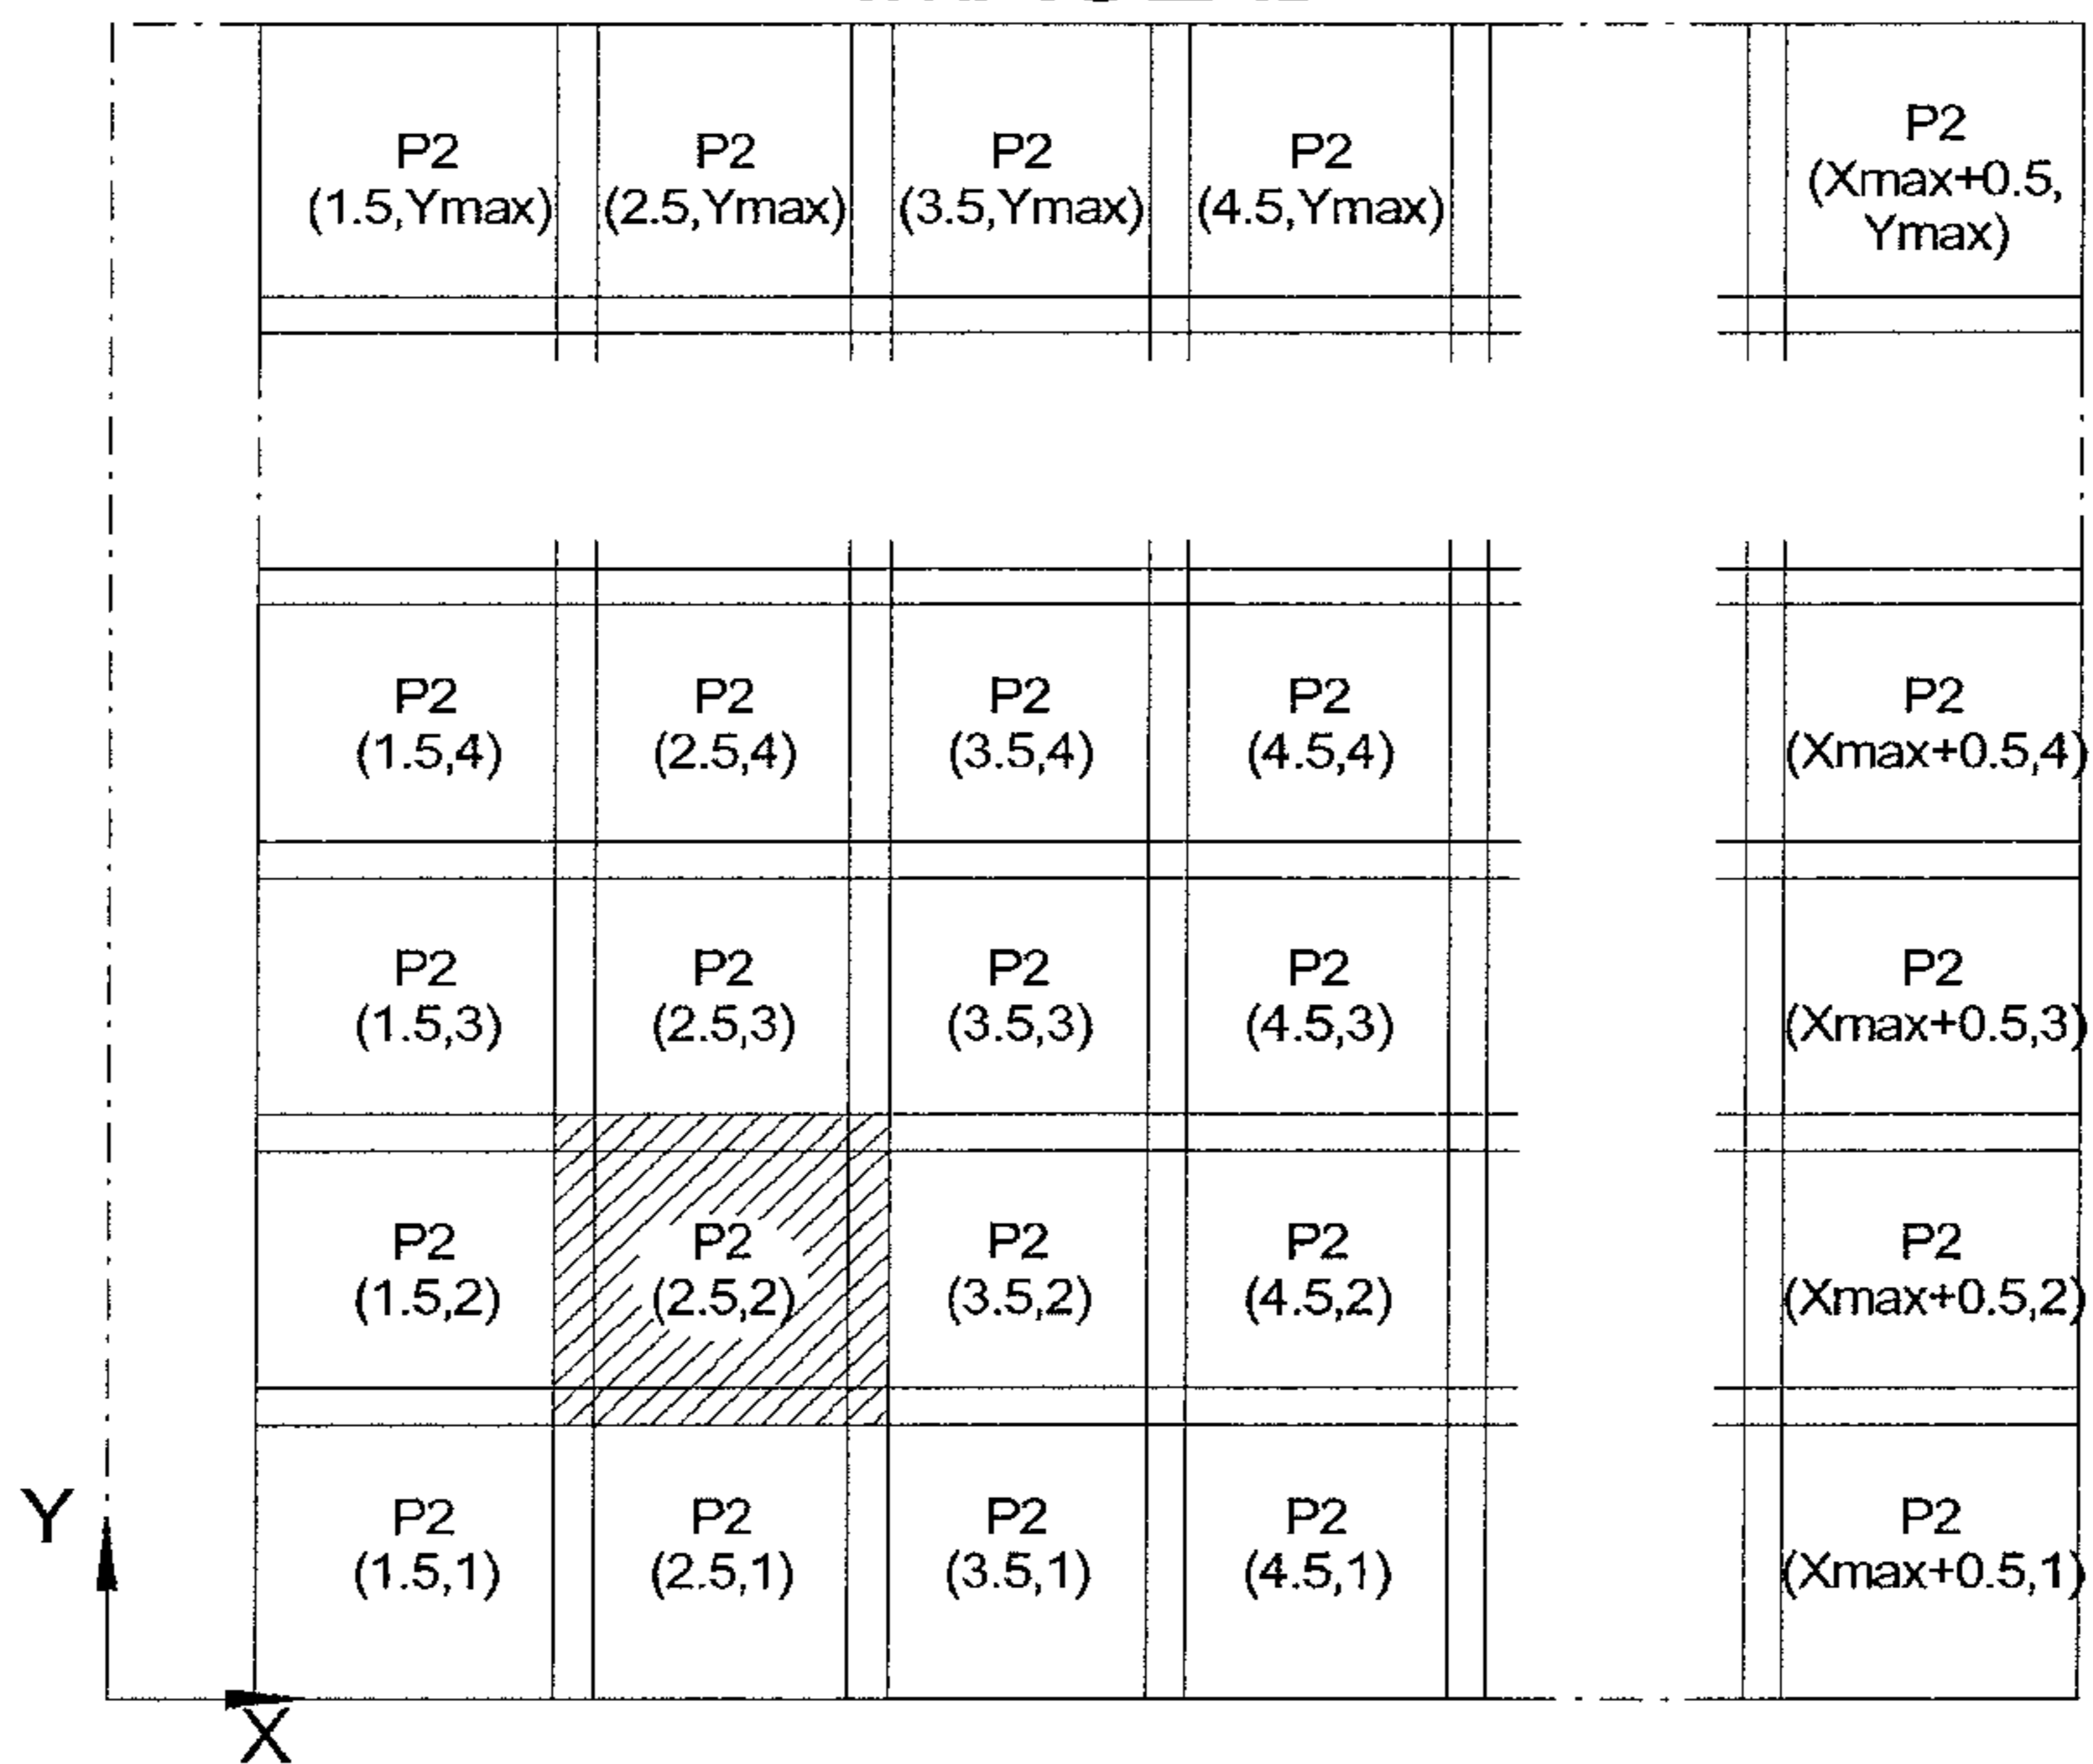 P2
(1.5,Ymax)
P2
(2.5,Ymax)
P2
(3.5,Ymax)
P2
(4.5,Ymax)
P2
(Xmax+0.5,
Ymax)
P2
(1.5,4)
P2
(2.5,4)
P2
(3.5,4)
P2
(4.5,4)
P2
(Xmax+0.5,4)
P2
(1.5,3)
P2
(2.5,3)
P2
(3.5,3)
P2
(4.5,3)
P2
(Xmax+0.5,3)
P2
(1.5,2)
P2
(2.5,2)
P2
(3.5,2)
P2
(4.5,2)
P2
(Xmax+0.5,2)
P2
(1.5,1)
P2
(2.5,1)
P2
(3.5,1)
P2
(4.5,1)
P2
(Xmax+0.5,1)
Y
X